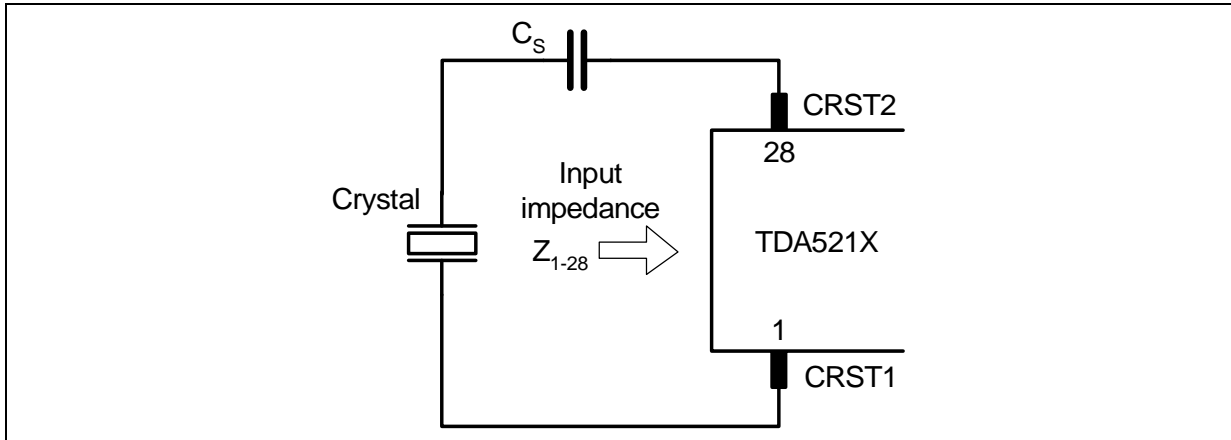 C_S
CRST2
28
Input
impedance
Z_1-28
Crystal
TDA521X
1
CRST1